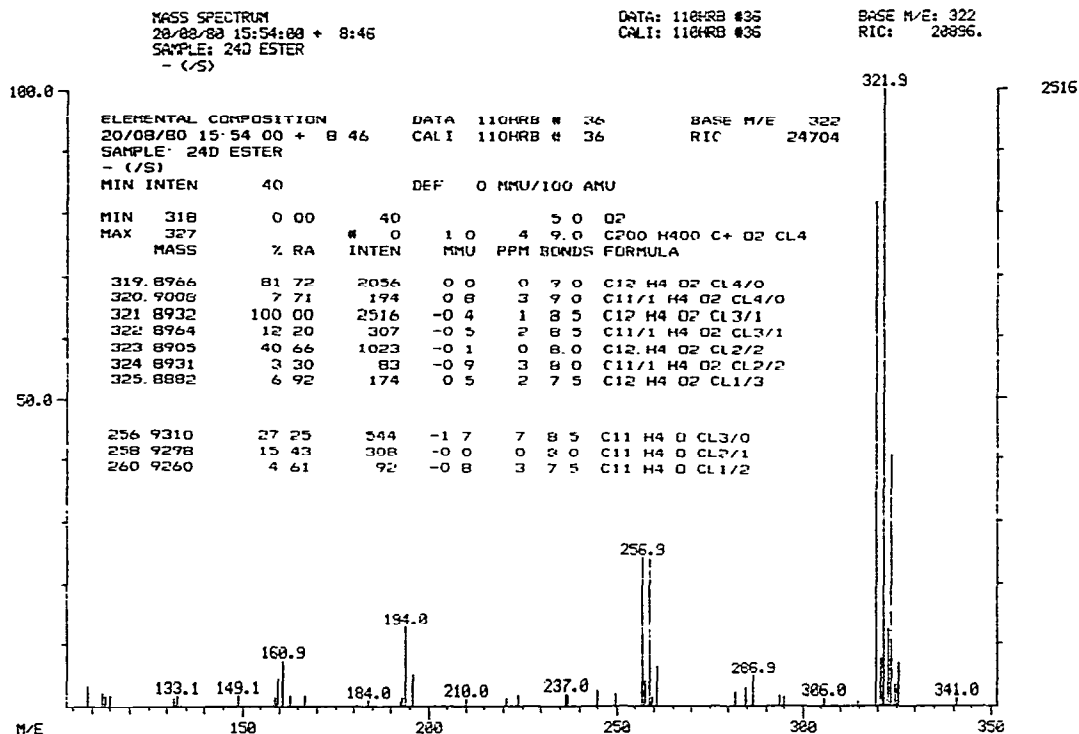 MASS SPECTRUM DATA: 110HRB #36 BASE M/E: 322
20/08/80 15:54:00 + 8:46 CALI: 110HRB #36 RIC: 20896.
SAMPLE: 24D ESTER
- (/S)
100.0 321.9 2516
ELEMENTAL COMPOSITION DATA 110HRB # 36 BASE M/E 322
20/08/80 15 54 00 + 8 46 CALI 110HRB # 36 RIC 24704
SAMPLE 24D ESTER
- (/S)
MIN INTEN 40 DEF 0 MMU/100 AMU
MIN 318 0 00 40 5 0 O2
MAX 327 # 0 1 0 4 9.0 C200 H400 C+ O2 CL4
MASS % RA INTEN MMU PPM BONDS FORMULA
319.8966 81 72 2056 0 0 0 9 0 C12 H4 O2 CL4/0
320.9008 7 71 194 0 8 3 9 0 C11/1 H4 O2 CL4/0
321 8932 100 00 2516 -0 4 1 8 5 C12 H4 O2 CL3/1
322 8964 12 20 307 -0 5 2 8 5 C11/1 H4 O2 CL3/1
323 8905 40 66 1023 -0 1 0 8.0 C12. H4 O2 CL2/2
324 8931 3 30 83 -0 9 3 8 0 C11/1 H4 O2 CL2/2
325.8882 6 92 174 0 5 2 7 5 C12 H4 O2 CL1/3
50.0
256 9310 27 25 544 -1 7 7 8 5 C11 H4 O CL3/0
258 9278 15 43 308 -0 0 0 8 0 C11 H4 O CL2/1
260 9260 4 61 92 -0 8 3 7 5 C11 H4 O CL1/2
256.9
194.0
160.9
133.1 149.1 184.0 210.0 237.0 286.9 306.0 341.0
M/E 150 200 250 300 350